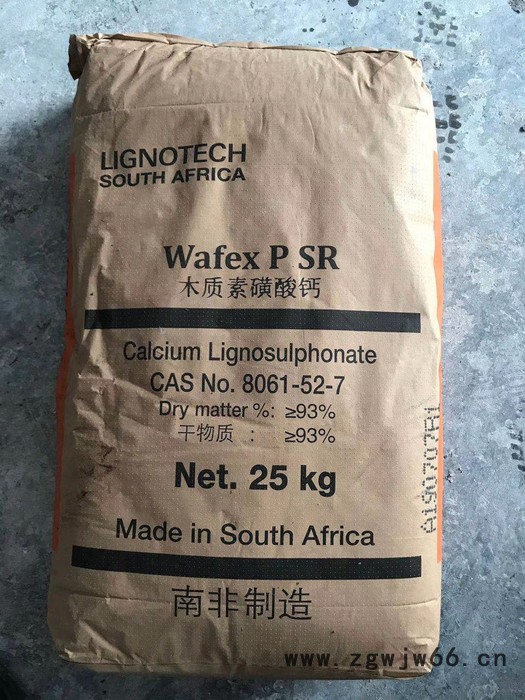 LIGNOTECH
SOUTH AFRICA
Wafex P SR
木质素磺酸钙
Calcium Lignosulphonate
CAS No. 8061-52-7
Dry matter %: ≥93%
干物质 : ≥93%
Net. 25 kg
Made in South Africa
南非制造
A190707A1
www.zgwjw66.cn